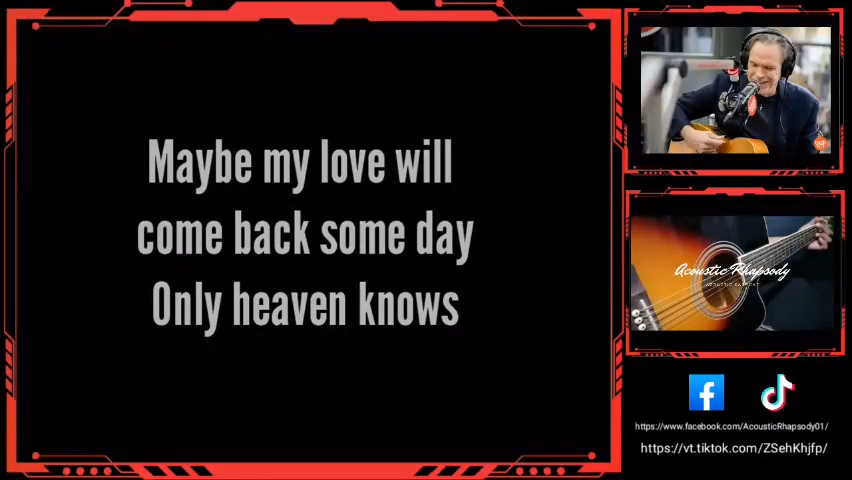 Maybe my love will
come back some day
Only heaven knows
Acoustic Rhapsody
https://www.facebook.com/AcousticRhapsody01/
https://vt.tiktok.com/ZSehKhjfp/